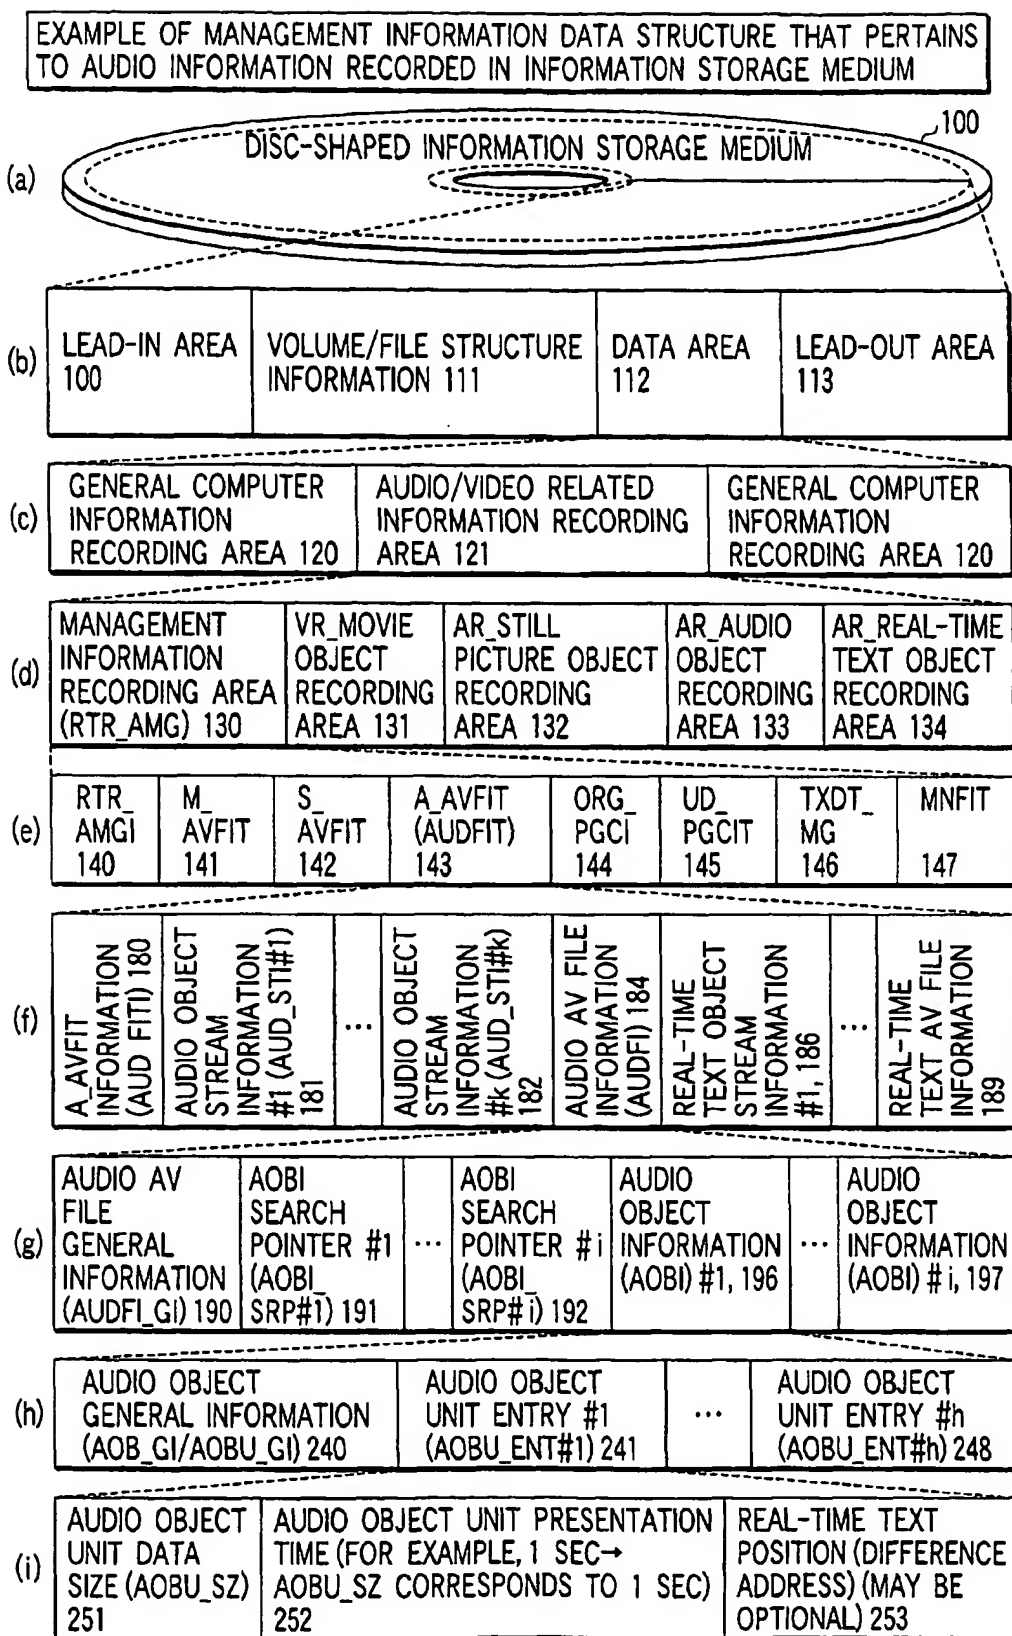 EXAMPLE OF MANAGEMENT INFORMATION DATA STRUCTURE THAT PERTAINS
TO AUDIO INFORMATION RECORDED IN INFORMATION STORAGE MEDIUM
100
DISC-SHAPED INFORMATION STORAGE MEDIUM
(a)
(b)
LEAD-IN AREA
100
VOLUME/FILE STRUCTURE
INFORMATION 111
DATA AREA
112
LEAD-OUT AREA
113
(c)
GENERAL COMPUTER
INFORMATION
RECORDING AREA 120
AUDIO/VIDEO RELATED
INFORMATION RECORDING
AREA 121
GENERAL COMPUTER
INFORMATION
RECORDING AREA 120
(d)
MANAGEMENT
INFORMATION
RECORDING AREA
(RTR_AMG) 130
VR_MOVIE
OBJECT
RECORDING
AREA 131
AR_STILL
PICTURE OBJECT
RECORDING
AREA 132
AR_AUDIO
OBJECT
RECORDING
AREA 133
AR_REAL-TIME
TEXT OBJECT
RECORDING
AREA 134
(e)
RTR_
AMGI
140
M_
AVFIT
141
S_
AVFIT
142
A_AVFIT
(AUDFIT)
143
ORG_
PGCI
144
UD_
PGCIT
145
TXDT_
MG
146
MNFIT
147
(f)
A_AVFIT
INFORMATION
(AUD FITI) 180
AUDIO OBJECT
STREAM
INFORMATION
#1 (AUD_STI#1)
181
...
AUDIO OBJECT
STREAM
INFORMATION
#k (AUD_STI#k)
182
AUDIO AV FILE
INFORMATION
(AUDFI) 184
REAL-TIME
TEXT OBJECT
STREAM
INFORMATION
#1, 186
...
REAL-TIME
TEXT AV FILE
INFORMATION
189
(g)
AUDIO AV
FILE
GENERAL
INFORMATION
(AUDFI_GI) 190
AOBI
SEARCH
POINTER #1
(AOBI_
SRP#1) 191
...
AOBI
SEARCH
POINTER #i
(AOBI_
SRP#i) 192
AUDIO
OBJECT
INFORMATION
(AOBI) #1, 196
...
AUDIO
OBJECT
INFORMATION
(AOBI) #i, 197
(h)
AUDIO OBJECT
GENERAL INFORMATION
(AOB_GI/AOBU_GI) 240
AUDIO OBJECT
UNIT ENTRY #1
(AOBU_ENT#1) 241
...
AUDIO OBJECT
UNIT ENTRY #h
(AOBU_ENT#h) 248
(i)
AUDIO OBJECT
UNIT DATA
SIZE (AOBU_SZ)
251
AUDIO OBJECT UNIT PRESENTATION
TIME (FOR EXAMPLE, 1 SEC→
AOBU_SZ CORRESPONDS TO 1 SEC)
252
REAL-TIME TEXT
POSITION (DIFFERENCE
ADDRESS) (MAY BE
OPTIONAL) 253